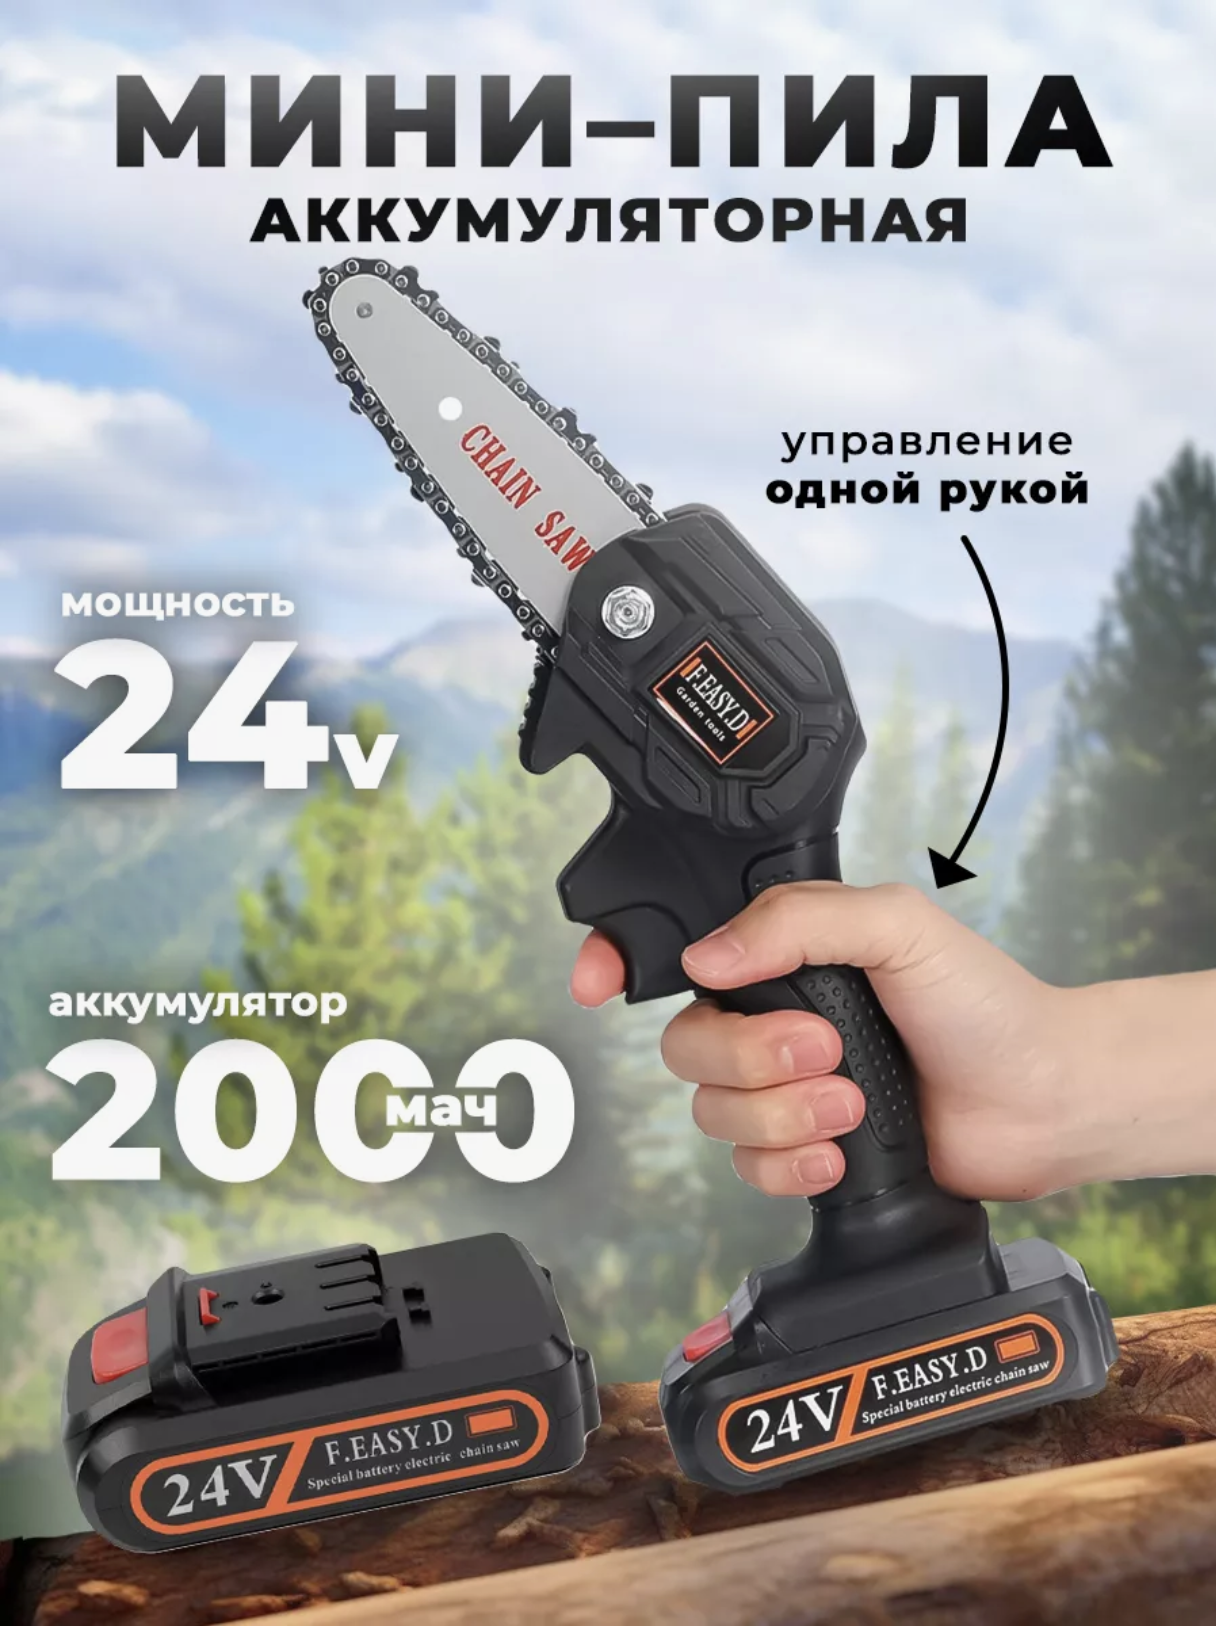 МИНИ–ПИЛА
АККУМУЛЯТОРНАЯ
CHAIN SAW
управление
одной рукой
мощность
24v
F.EASY.D
Garden tools
аккумулятор
2000
мач
24V
F.EASY.D
Special battery electric chain saw
24V
F.EASY.D
Special battery electric chain saw